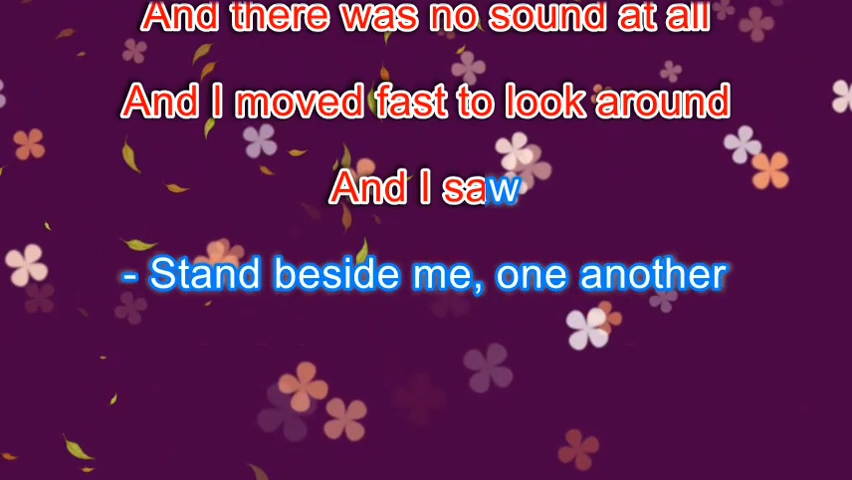 And there was no sound at all
And I moved fast to look around
And I saw
- Stand beside me, one another